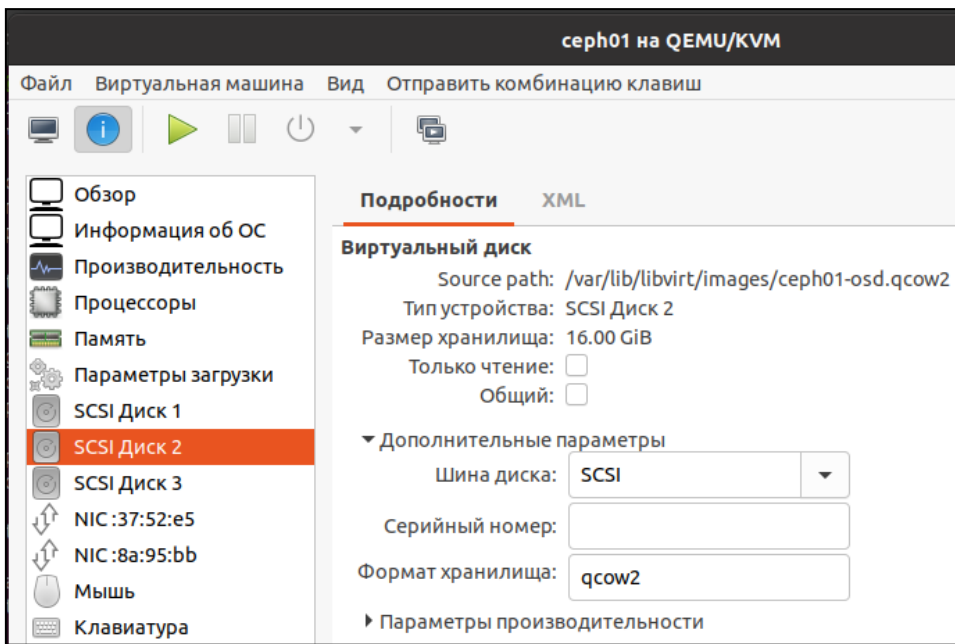 ceph01 на QEMU/KVM
Файл Виртуальная машина Вид Отправить комбинацию клавиш
Обзор
Информация об ОС
Производительность
Процессоры
Память
Параметры загрузки
SCSI Диск 1
SCSI Диск 2
SCSI Диск 3
NIC :37:52:e5
NIC :8a:95:bb
Мышь
Клавиатура
Подробности XML
Виртуальный диск
Source path: /var/lib/libvirt/images/ceph01-osd.qcow2
Тип устройства: SCSI Диск 2
Размер хранилища: 16.00 GiB
Только чтение:
Общий:
Дополнительные параметры
Шина диска: SCSI
Серийный номер:
Формат хранилища: qcow2
Параметры производительности